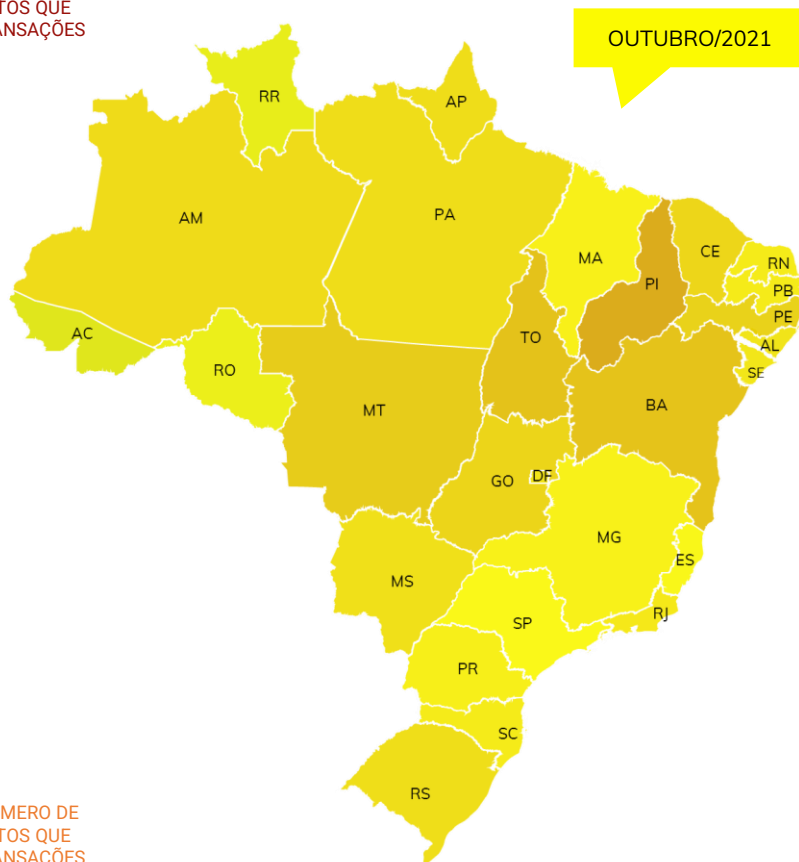 TOS QUE
ANSAÇÕES
OUTUBRO/2021
RR
AP
AM
PA
MA
CE
RN
PI
PB
PE
AC
TO
AL
RO
SE
MT
BA
GO
DF
MG
ES
MS
RJ
SP
PR
SC
RS
MERO DE
TOS QUE
ANSAÇÕES